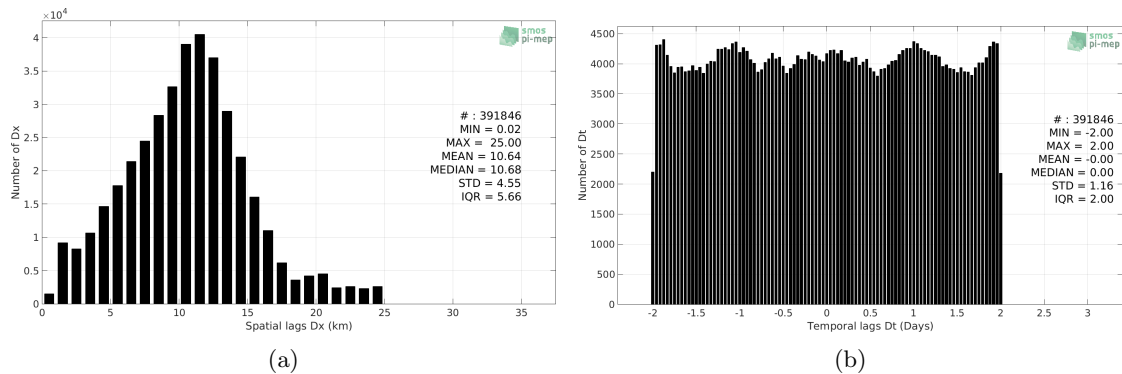 ×10⁴
4
3.5
3
2.5
2
1.5
1
0.5
0
Number of Dx
0 5 10 15 20 25 30 35
Spatial lags Dx (km)
smos
pi-mep
# : 391846
MIN = 0.02
MAX = 25.00
MEAN = 10.64
MEDIAN = 10.68
STD = 4.55
IQR = 5.66
(a)
4500
4000
3500
3000
2500
2000
1500
1000
500
0
Number of Dt
-2 -1.5 -1 -0.5 0 0.5 1 1.5 2 2.5 3
Temporal lags Dt (Days)
smos
pi-mep
# : 391846
MIN = -2.00
MAX = 2.00
MEAN = -0.00
MEDIAN = 0.00
STD = 1.16
IQR = 2.00
(b)